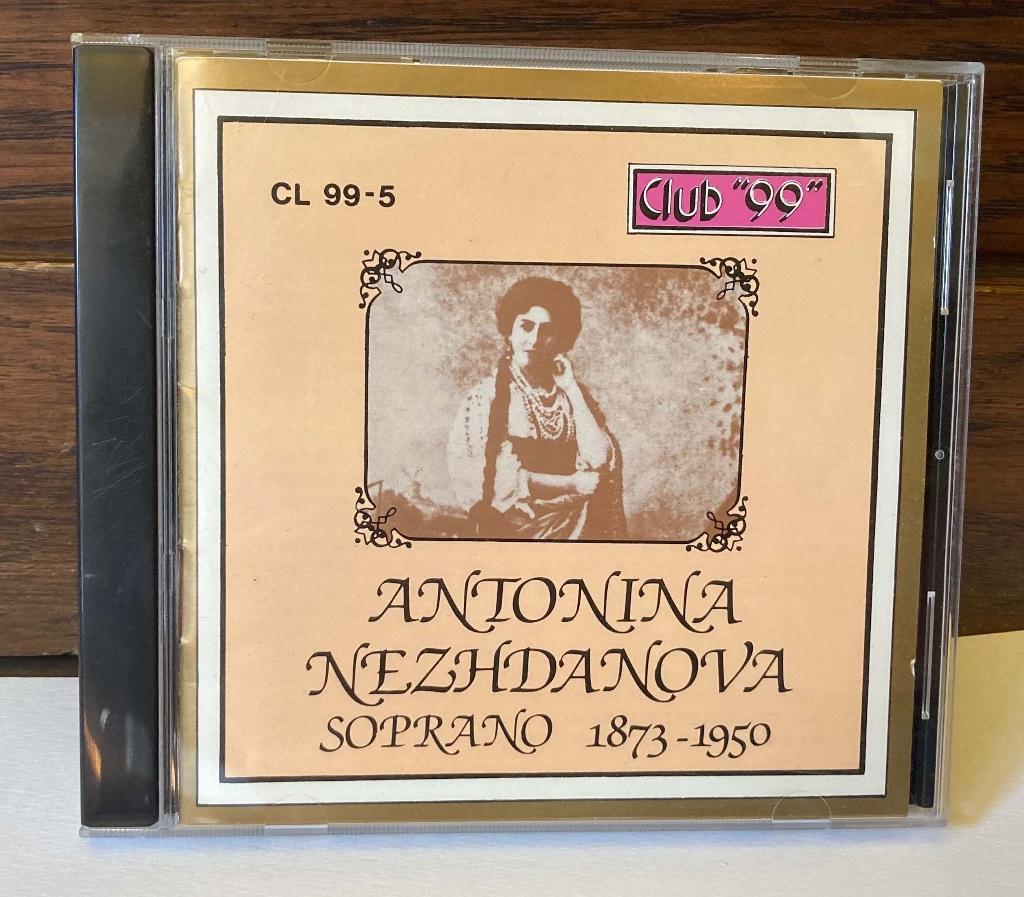 CL 99-5
Club "99"
ANTONINA
NEZHDANOVA
SOPRANO 1873-1950